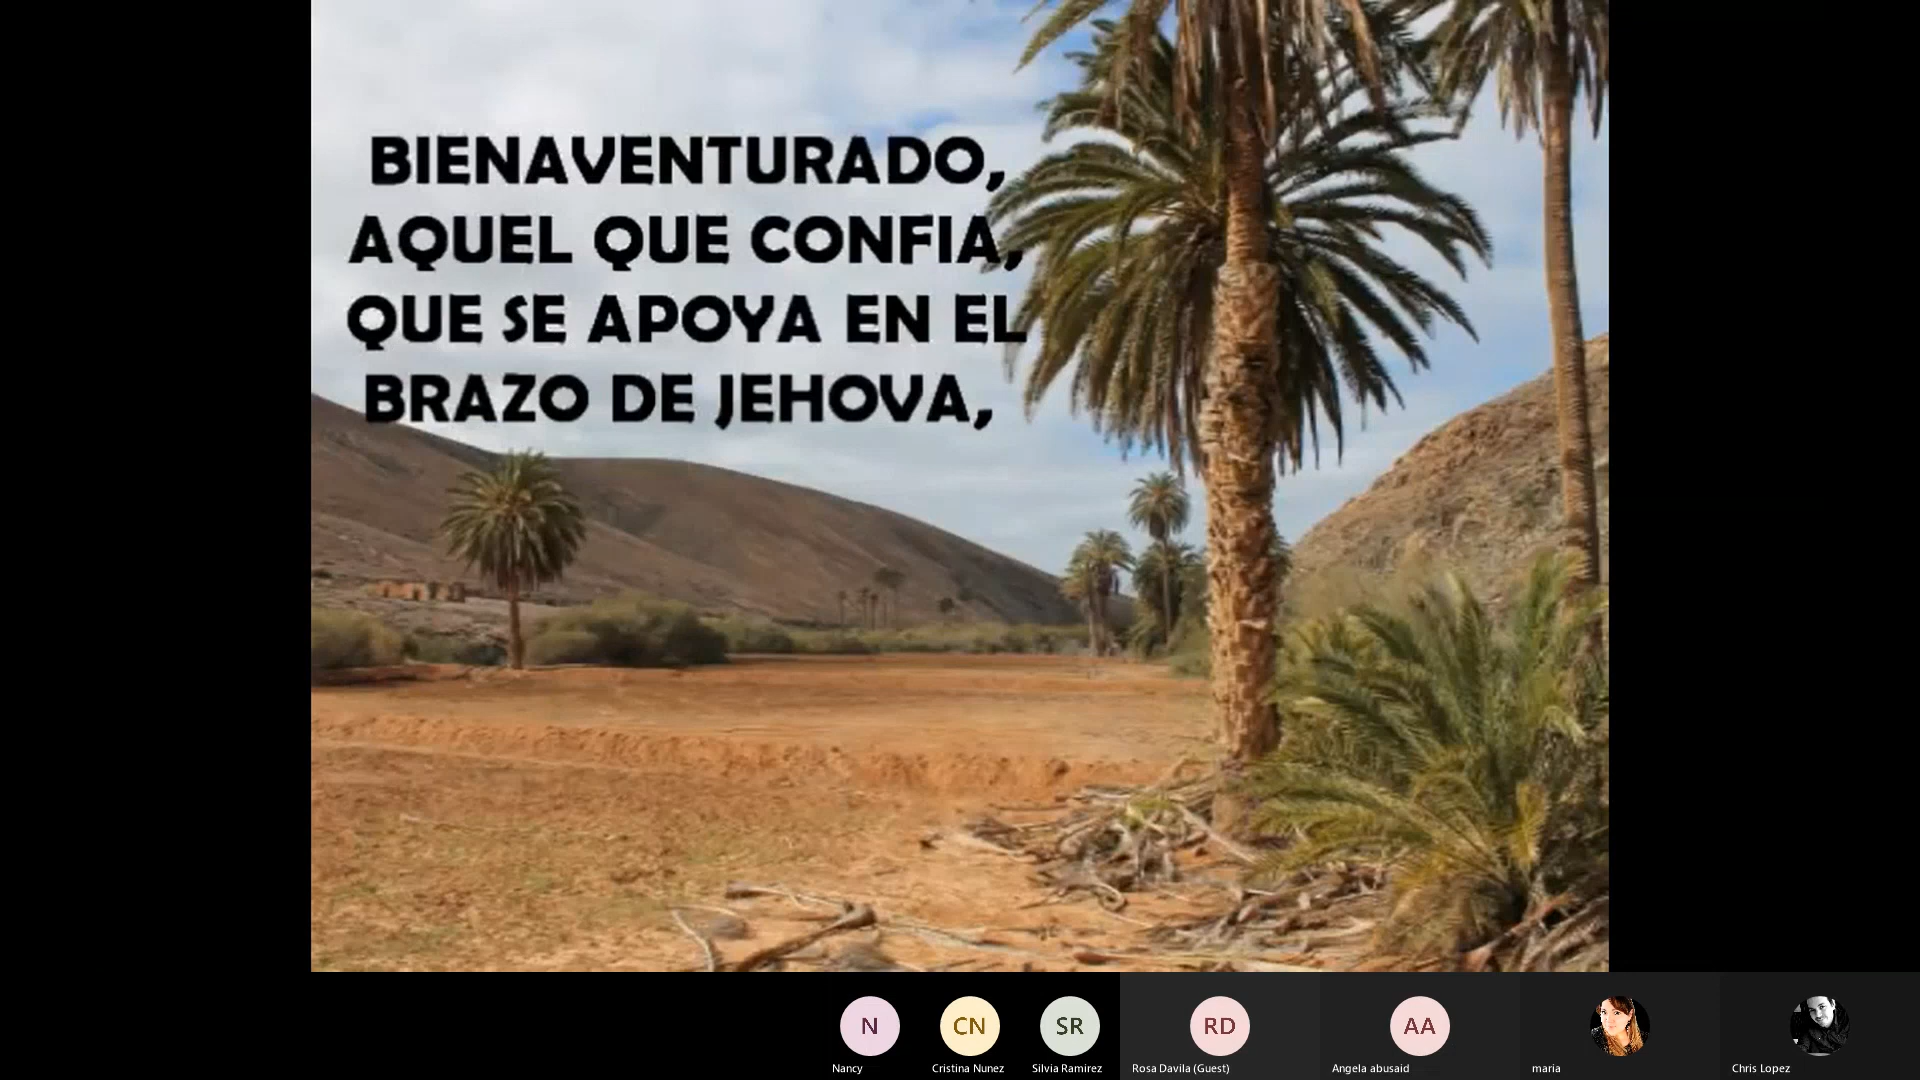 BIENAVENTURADO,
AQUEL QUE CONFIA,
QUE SE APOYA EN EL
BRAZO DE JEHOVA,
N
CN
SR
RD
AA
Nancy
Cristina Nunez
Silvia Ramirez
Rosa Davila (Guest)
Angela abusaid
maria
Chris Lopez